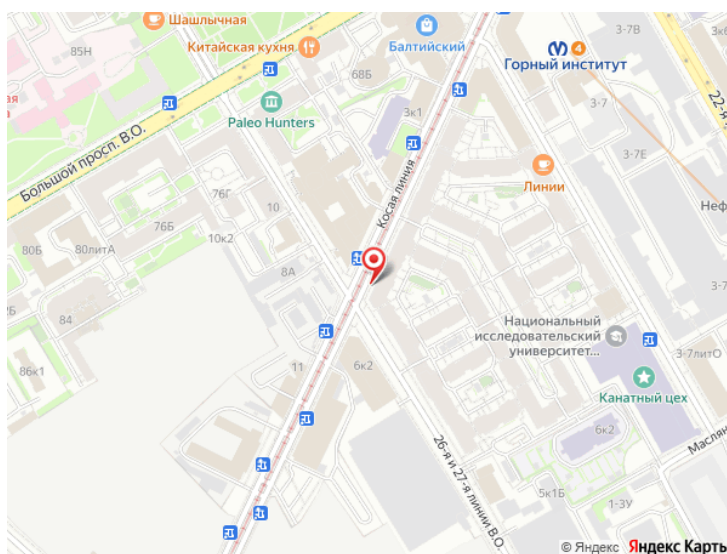 Шашлычная
85Н
Китайская
кухня
Балтийский
3-7В
4
Горный институт
68Б
Paleo Hunters
3к1
3-7
22-я
3-7Е
Большой просп. В.О.
Косая линия
Линии
76Г
76Б
10
10к2
80Б
80литА
8А
84
Национальный
исследовательский
университет...
86к1
11
6к2
3-7литО
Канатный цех
26-я и 27-я линии В.О.
6к2
5к1Б
1-3У
© Яндекс Яндекс Карты